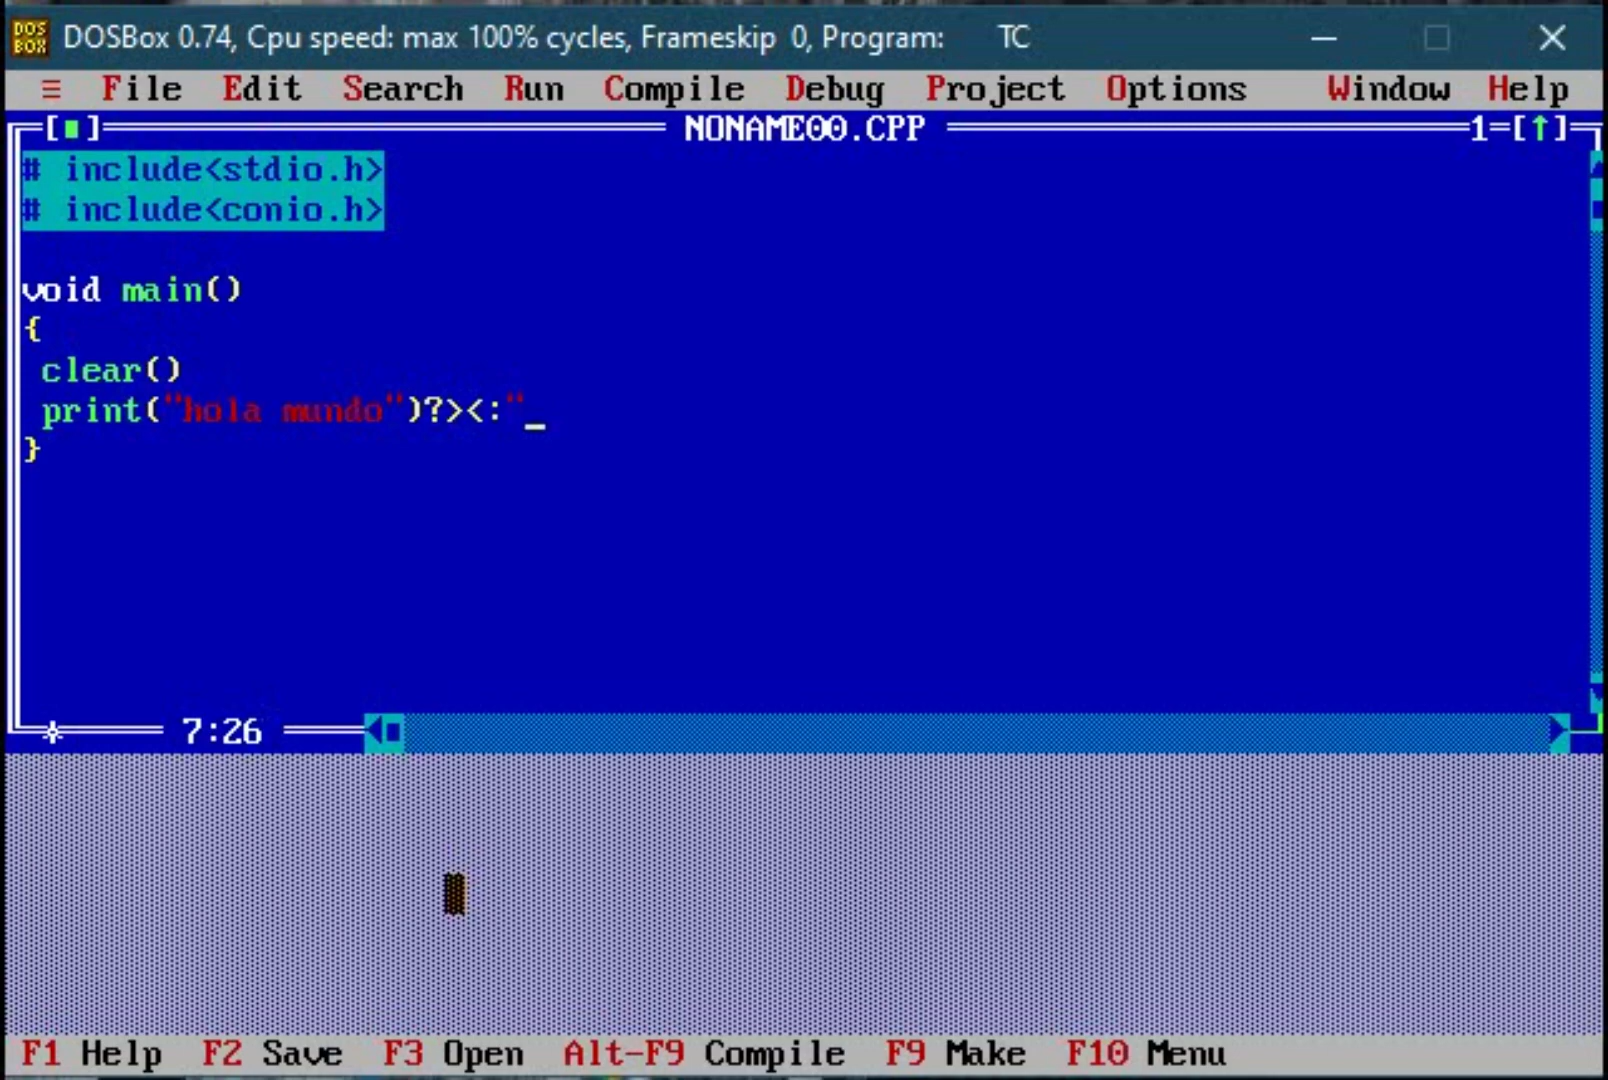 DOS BOX DOSBox 0.74, Cpu speed: max 100% cycles, Frameskip 0, Program: TC
≡ File Edit Search Run Compile Debug Project Options Window Help
[■] NONAME00.CPP 1=[↑]
# include<stdio.h>
# include<conio.h>
void main()
{
clear()
print("hola mundo")?><:"_
}
7:26
F1 Help F2 Save F3 Open Alt-F9 Compile F9 Make F10 Menu